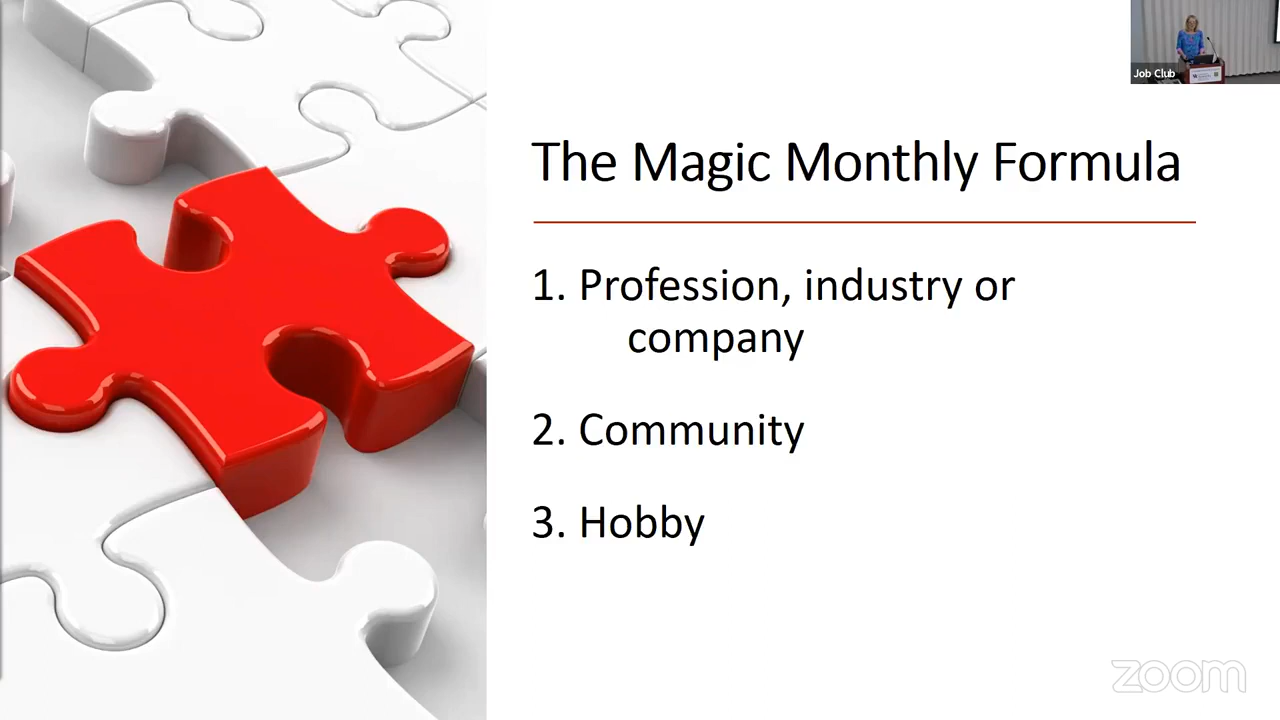 Job Club
The Magic Monthly Formula
1. Profession, industry or
company
2. Community
3. Hobby
zoom